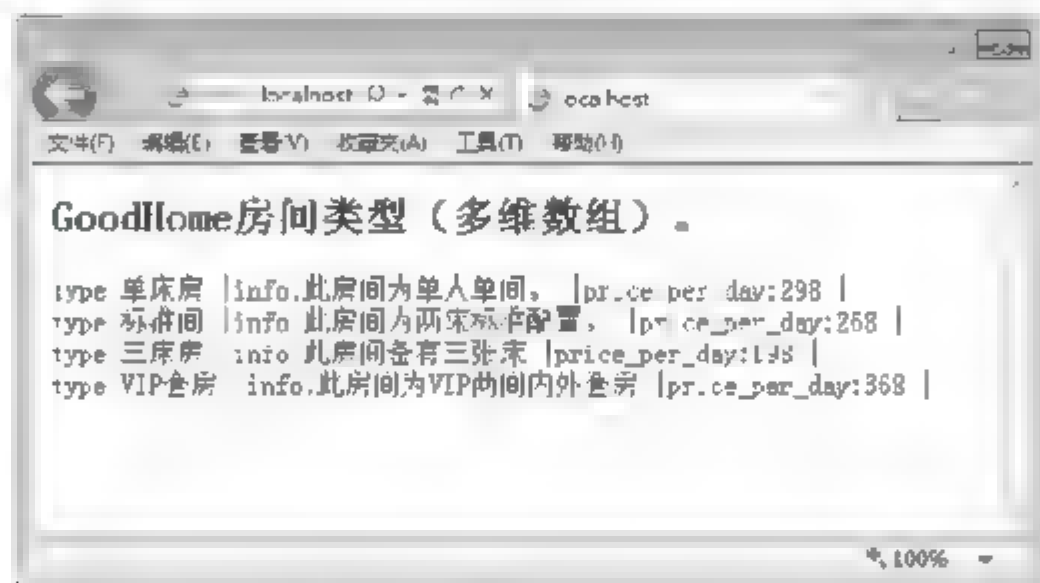 localhost
localhost
文件(F) 编辑(E) 查看(V) 收藏夹(A) 工具(T) 帮助(H)
GoodHome房间类型（多维数组）。
type 单床房 |info.此房间为单人单间。 |price_per_day:298 |
type 标准间 |info 此房间为两床标准配置。 |price_per_day:268 |
type 三床房 info 此房间备有三张床 |price_per_day:198 |
type VIP套房 info.此房间为VIP两间内外套房 |price_per_day:368 |
100%